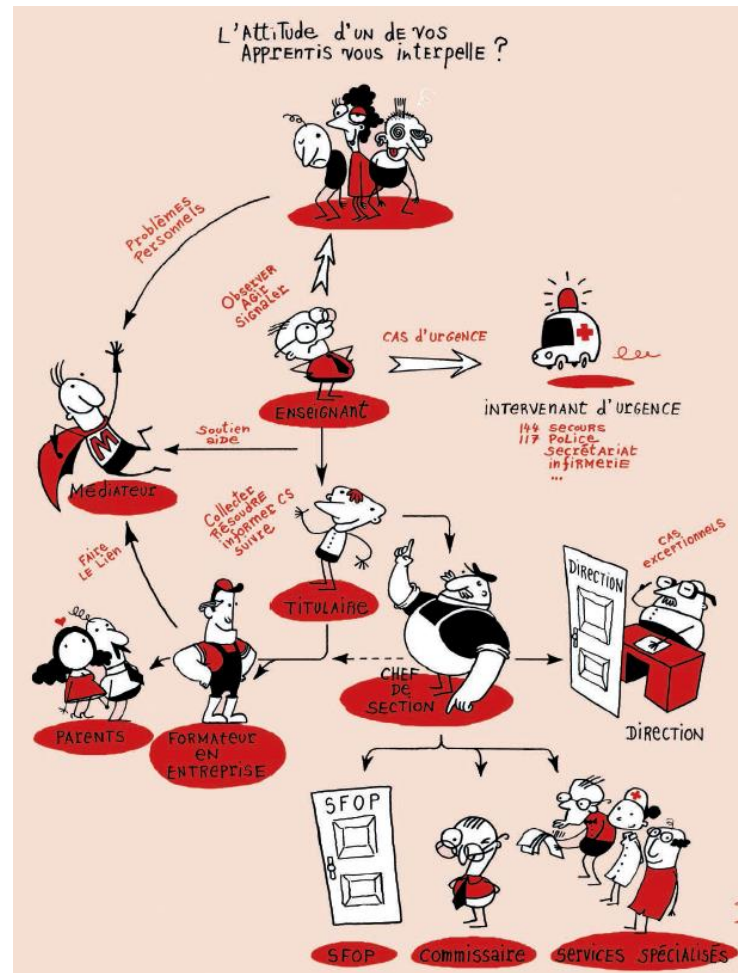 L'ATTITUDE D'UN DE VOS
APPRENTIS VOUS interpelle ?
Problèmes
Personnels
Observer
AGIR
Signaler
CAS d'URGENCE
ENSEIGNANT
INTERVENANT d'URGENCE
144 SECOURS
117 Police
Secrétariat
infirmerie
...
Soutien
aide
M
Médiateur
Collecter
Résoudre
informer CS
suivre
Faire
le lien
TITULAIRE
CAS
exceptionnels
DIRECTION
CHEF
DE
SECTION
DIRECTION
PARENTS
FORMATEUR
EN
ENTREPRISE
SFOP
SFOP
Commissaire
SERVICES SPÉCIALISÉS